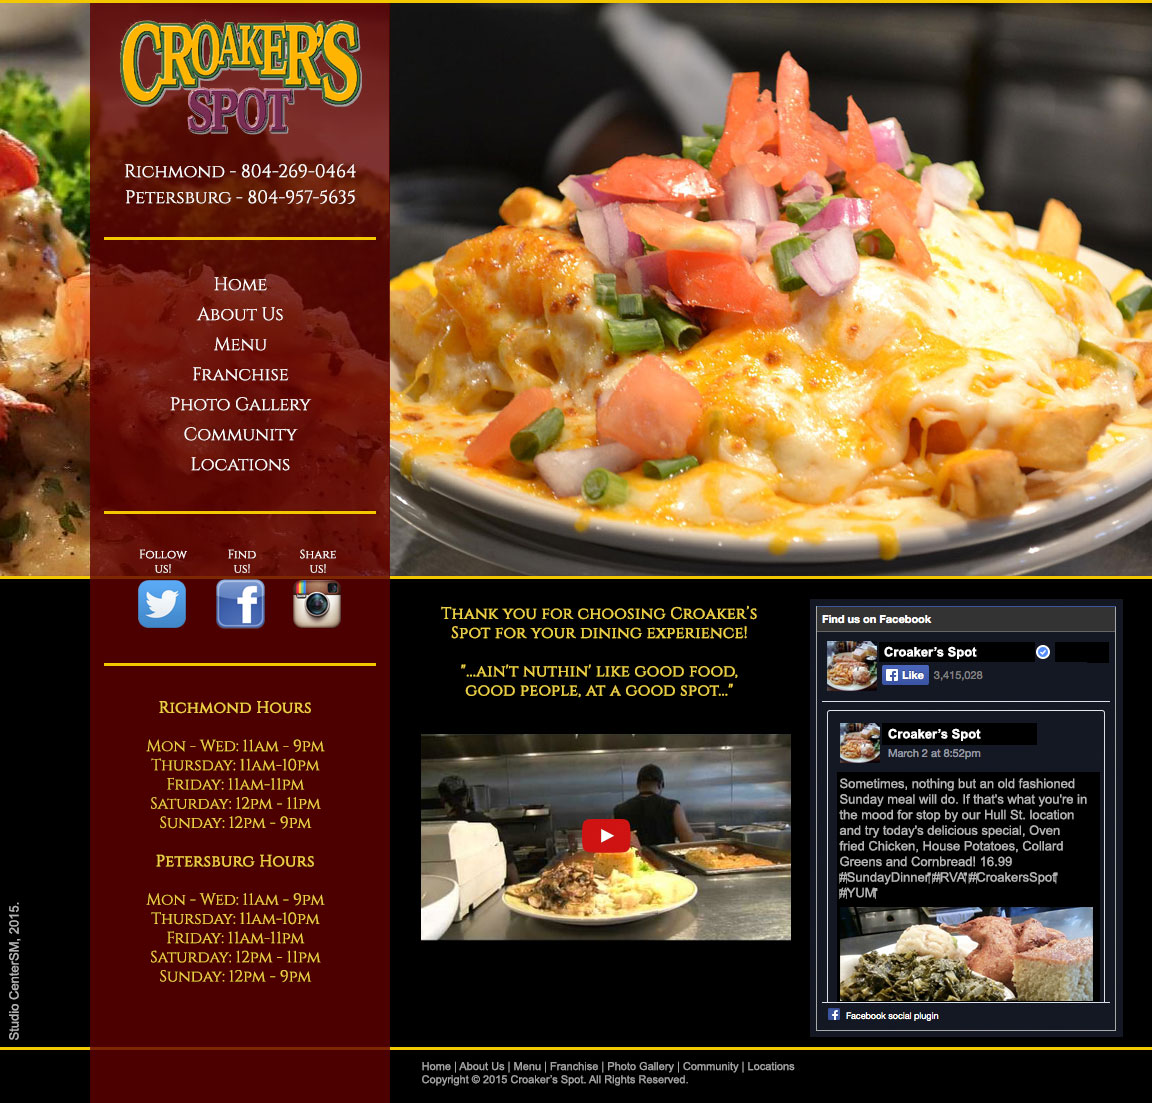 CROAKER'S
SPOT
Richmond - 804-269-0464
Petersburg - 804-957-5635
Home
About Us
Menu
Franchise
Photo Gallery
Community
Locations
Follow us!
Find us!
Share us!
Richmond Hours
Mon - Wed: 11am - 9pm
Thursday: 11am-10pm
Friday: 11am-11pm
Saturday: 12pm - 11pm
Sunday: 12pm - 9pm
Petersburg Hours
Mon - Wed: 11am - 9pm
Thursday: 11am-10pm
Friday: 11am-11pm
Saturday: 12pm - 11pm
Sunday: 12pm - 9pm
Thank you for choosing Croaker's
Spot for your dining experience!
"...ain't nuthin' like good food,
good people, at a good spot..."
Find us on Facebook
Croaker's Spot
Like 3,415,028
Croaker's Spot
March 2 at 8:52pm
Sometimes, nothing but an old fashioned
Sunday meal will do. If that's what you're in
the mood for stop by our Hull St. location
and try today's delicious special, Oven
fried Chicken, House Potatoes, Collard
Greens and Cornbread! 16.99
#SundayDinner #RVA #CroakersSpot
#YUM
Facebook social plugin
Studio CenterSM, 2015.
Home | About Us | Menu | Franchise | Photo Gallery | Community | Locations
Copyright © 2015 Croaker's Spot. All Rights Reserved.